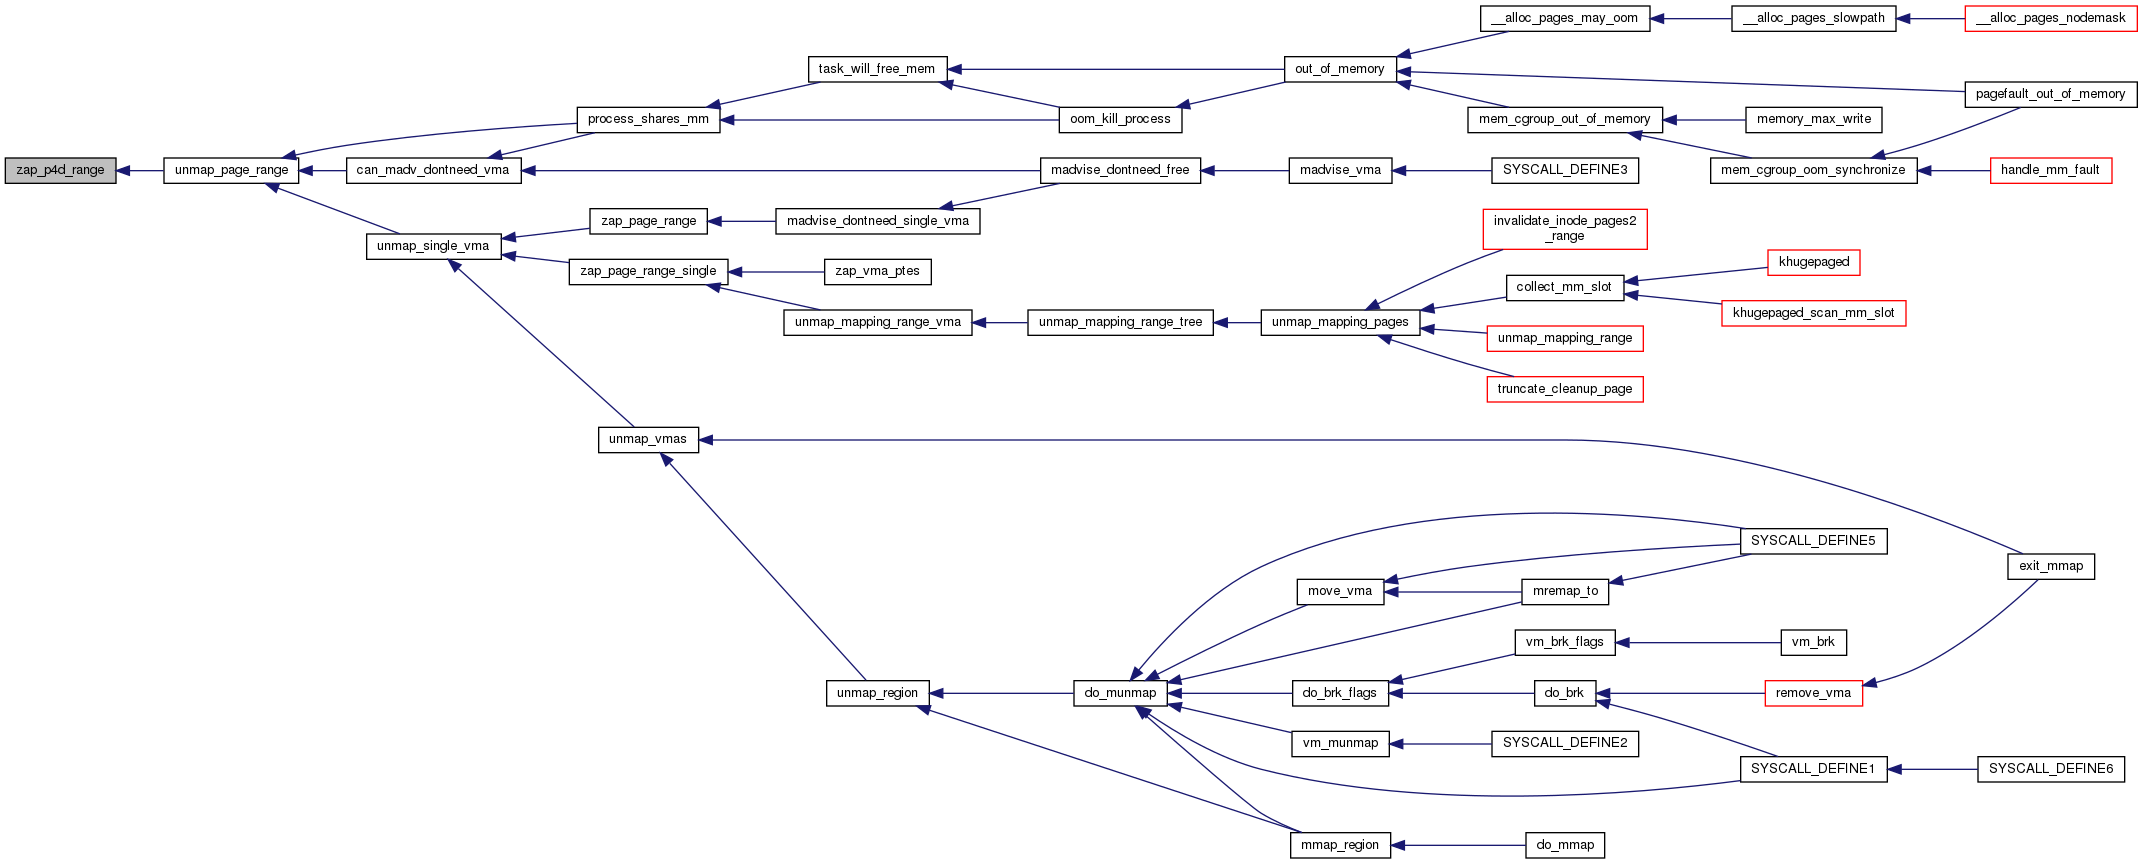 __alloc_pages_may_oom
__alloc_pages_slowpath
__alloc_pages_nodemask
task_will_free_mem
out_of_memory
pagefault_out_of_memory
process_shares_mm
oom_kill_process
mem_cgroup_out_of_memory
memory_max_write
zap_p4d_range
unmap_page_range
can_madv_dontneed_vma
madvise_dontneed_free
madvise_vma
SYSCALL_DEFINE3
mem_cgroup_oom_synchronize
handle_mm_fault
zap_page_range
madvise_dontneed_single_vma
invalidate_inode_pages2
_range
unmap_single_vma
zap_page_range_single
zap_vma_ptes
collect_mm_slot
khugepaged
khugepaged_scan_mm_slot
unmap_mapping_range_vma
unmap_mapping_range_tree
unmap_mapping_pages
unmap_mapping_range
truncate_cleanup_page
unmap_vmas
SYSCALL_DEFINE5
exit_mmap
move_vma
mremap_to
vm_brk_flags
vm_brk
unmap_region
do_munmap
do_brk_flags
do_brk
remove_vma
vm_munmap
SYSCALL_DEFINE2
SYSCALL_DEFINE1
SYSCALL_DEFINE6
mmap_region
do_mmap